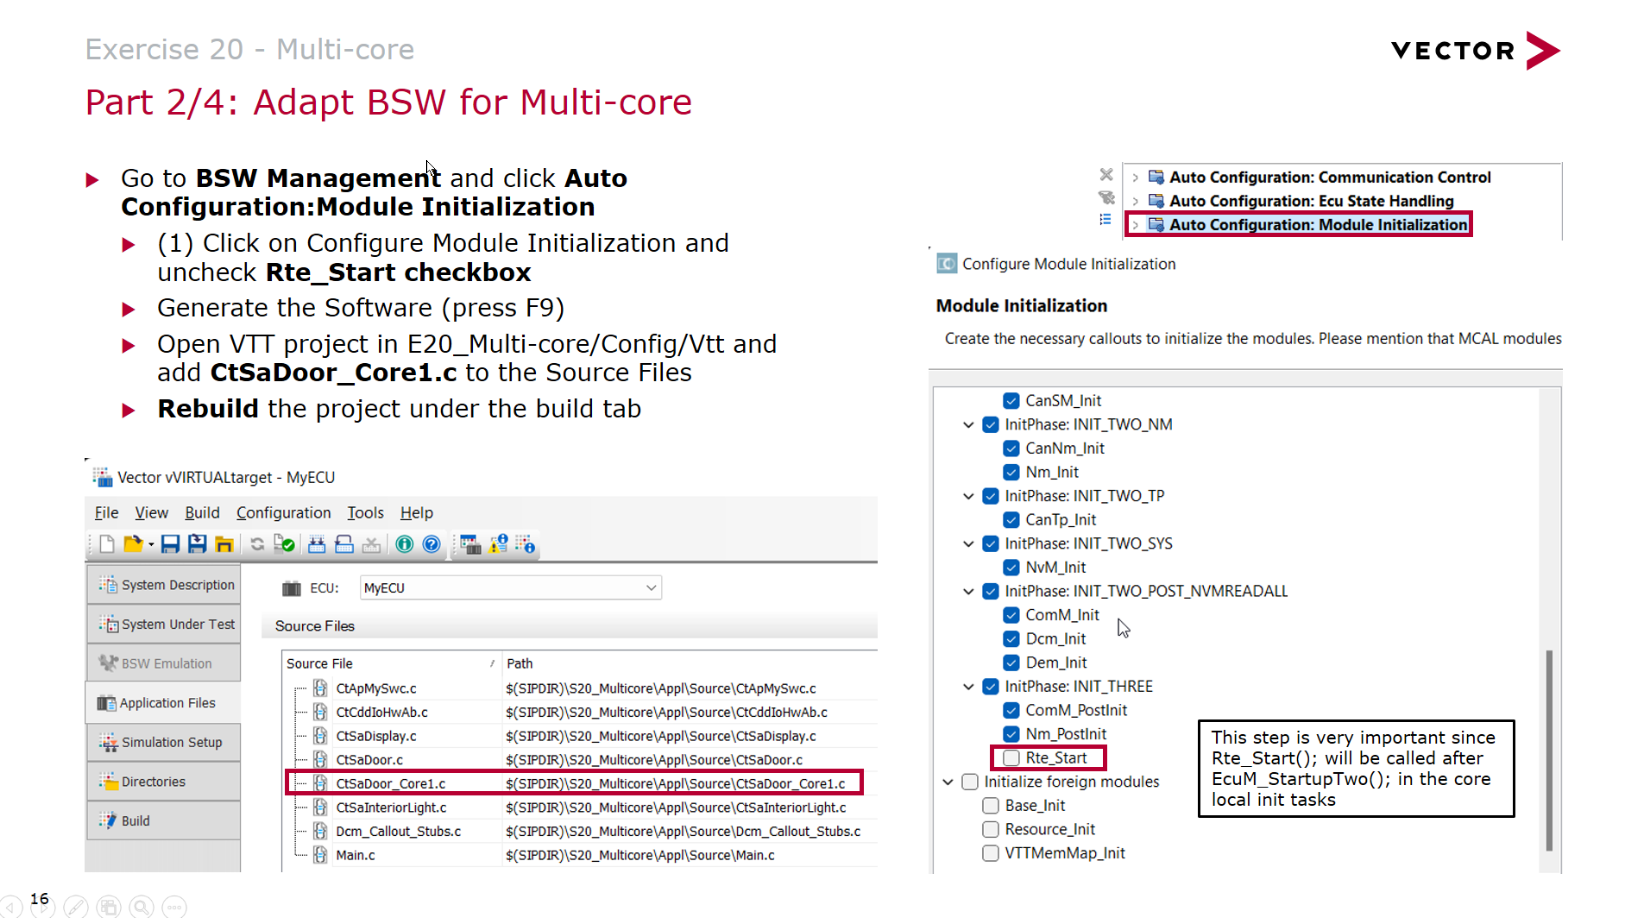 Exercise 20 - Multi-core
VECTOR
Part 2/4: Adapt BSW for Multi-core
Go to BSW Management and click Auto
Configuration:Module Initialization
(1) Click on Configure Module Initialization and
uncheck Rte_Start checkbox
Generate the Software (press F9)
Open VTT project in E20_Multi-core/Config/Vtt and
add CtSaDoor_Core1.c to the Source Files
Rebuild the project under the build tab
Auto Configuration: Communication Control
Auto Configuration: Ecu State Handling
Auto Configuration: Module Initialization
Configure Module Initialization
Module Initialization
Create the necessary callouts to initialize the modules. Please mention that MCAL modules
CanSM_Init
InitPhase: INIT_TWO_NM
CanNm_Init
Nm_Init
InitPhase: INIT_TWO_TP
CanTp_Init
InitPhase: INIT_TWO_SYS
NvM_Init
InitPhase: INIT_TWO_POST_NVMREADALL
ComM_Init
Dcm_Init
Dem_Init
InitPhase: INIT_THREE
ComM_PostInit
Nm_PostInit
Rte_Start
Initialize foreign modules
Base_Init
Resource_Init
VTTMemMap_Init
This step is very important since
Rte_Start(); will be called after
EcuM_StartupTwo(); in the core
local init tasks
Vector vVIRTUALtarget - MyECU
File View Build Configuration Tools Help
System Description
System Under Test
BSW Emulation
Application Files
Simulation Setup
Directories
Build
ECU: MyECU
Source Files
Source File / Path
CtApMySwc.c $(SIPDIR)\S20_Multicore\Appl\Source\CtApMySwc.c
CtCddIoHwAb.c $(SIPDIR)\S20_Multicore\Appl\Source\CtCddIoHwAb.c
CtSaDisplay.c $(SIPDIR)\S20_Multicore\Appl\Source\CtSaDisplay.c
CtSaDoor.c $(SIPDIR)\S20_Multicore\Appl\Source\CtSaDoor.c
CtSaDoor_Core1.c $(SIPDIR)\S20_Multicore\Appl\Source\CtSaDoor_Core1.c
CtSaInteriorLight.c $(SIPDIR)\S20_Multicore\Appl\Source\CtSaInteriorLight.c
Dcm_Callout_Stubs.c $(SIPDIR)\S20_Multicore\Appl\Source\Dcm_Callout_Stubs.c
Main.c $(SIPDIR)\S20_Multicore\Appl\Source\Main.c
16